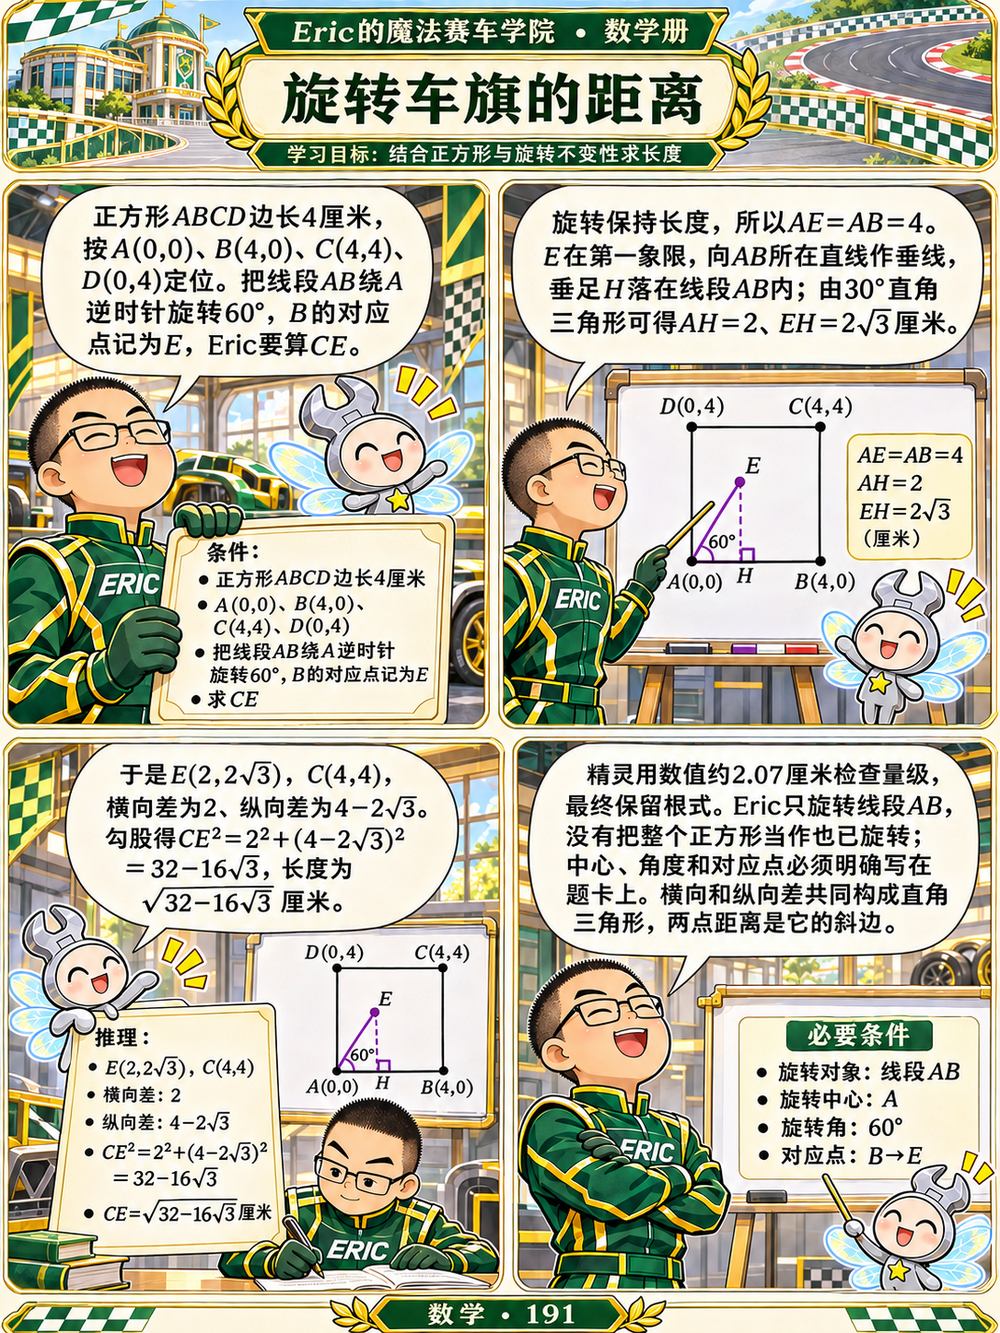 Eric的魔法赛车学院 • 数学册
旋转车旗的距离
学习目标：结合正方形与旋转不变性求长度
正方形ABCD边长4厘米，
按A(0,0)、B(4,0)、C(4,4)、
D(0,4)定位。把线段AB绕A
逆时针旋转60°，B的对应
点记为E，Eric要算CE。
ERIC
条件：
• 正方形ABCD边长4厘米
• A(0,0)、B(4,0)、
C(4,4)、D(0,4)
• 把线段AB绕A逆时针
旋转60°，B的对应点记为E
• 求CE
旋转保持长度，所以AE=AB=4。
E在第一象限，向AB所在直线作垂线，
垂足H落在线段AB内；由30°直角
三角形可得AH=2、EH=2√3厘米。
D(0,4)
C(4,4)
E
60°
A(0,0)
H
B(4,0)
AE=AB=4
AH=2
EH=2√3
（厘米）
ERIC
于是E(2,2√3)，C(4,4)，
横向差为2、纵向差为4−2√3。
勾股得CE²=2²+(4−2√3)²
=32−16√3，长度为
√(32−16√3) 厘米。
D(0,4)
C(4,4)
E
60°
A(0,0)
H
B(4,0)
推理：
• E(2,2√3)，C(4,4)
• 横向差：2
• 纵向差：4−2√3
• CE²=2²+(4−2√3)²
=32−16√3
• CE=√(32−16√3)厘米
ERIC
精灵用数值约2.07厘米检查量级，
最终保留根式。Eric只旋转线段AB，
没有把整个正方形当作也已旋转；
中心、角度和对应点必须明确写在
题卡上。横向和纵向差共同构成直角
三角形，两点距离是它的斜边。
必要条件
• 旋转对象：线段AB
• 旋转中心：A
• 旋转角：60°
• 对应点：B→E
ERIC
数学 • 191